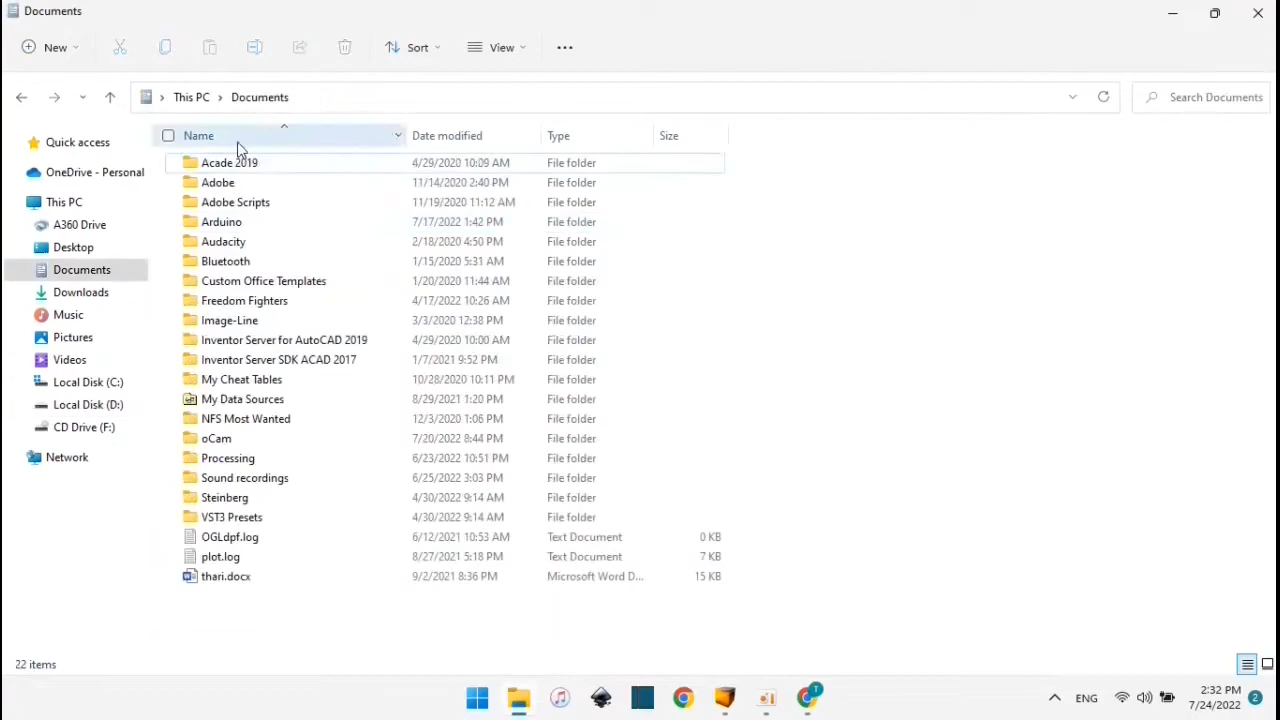 Documents
New
Sort
View
This PC
Documents
Search Documents
Name
Date modified
Type
Size
Quick access
OneDrive - Personal
This PC
A360 Drive
Desktop
Documents
Downloads
Music
Pictures
Videos
Local Disk (C:)
Local Disk (D:)
CD Drive (F:)
Network
Acade 2019 4/29/2020 10:09 AM File folder
Adobe 11/14/2020 2:40 PM File folder
Adobe Scripts 11/19/2020 11:12 AM File folder
Arduino 7/17/2022 1:42 PM File folder
Audacity 2/18/2020 4:50 PM File folder
Bluetooth 1/15/2020 5:31 AM File folder
Custom Office Templates 1/20/2020 11:44 AM File folder
Freedom Fighters 4/17/2022 10:26 AM File folder
Image-Line 3/3/2020 12:38 PM File folder
Inventor Server for AutoCAD 2019 4/29/2020 10:00 AM File folder
Inventor Server SDK ACAD 2017 1/7/2021 9:52 PM File folder
My Cheat Tables 10/28/2020 10:11 PM File folder
My Data Sources 8/29/2021 1:20 PM File folder
NFS Most Wanted 12/3/2020 1:06 PM File folder
oCam 7/20/2022 8:44 PM File folder
Processing 6/23/2022 10:51 PM File folder
Sound recordings 6/25/2022 3:03 PM File folder
Steinberg 4/30/2022 9:14 AM File folder
VST3 Presets 4/30/2022 9:14 AM File folder
OGLdpf.log 6/12/2021 10:53 AM Text Document 0 KB
plot.log 8/27/2021 5:18 PM Text Document 7 KB
thari.docx 9/2/2021 8:36 PM Microsoft Word D... 15 KB
22 items
T
ENG
2:32 PM
7/24/2022
2